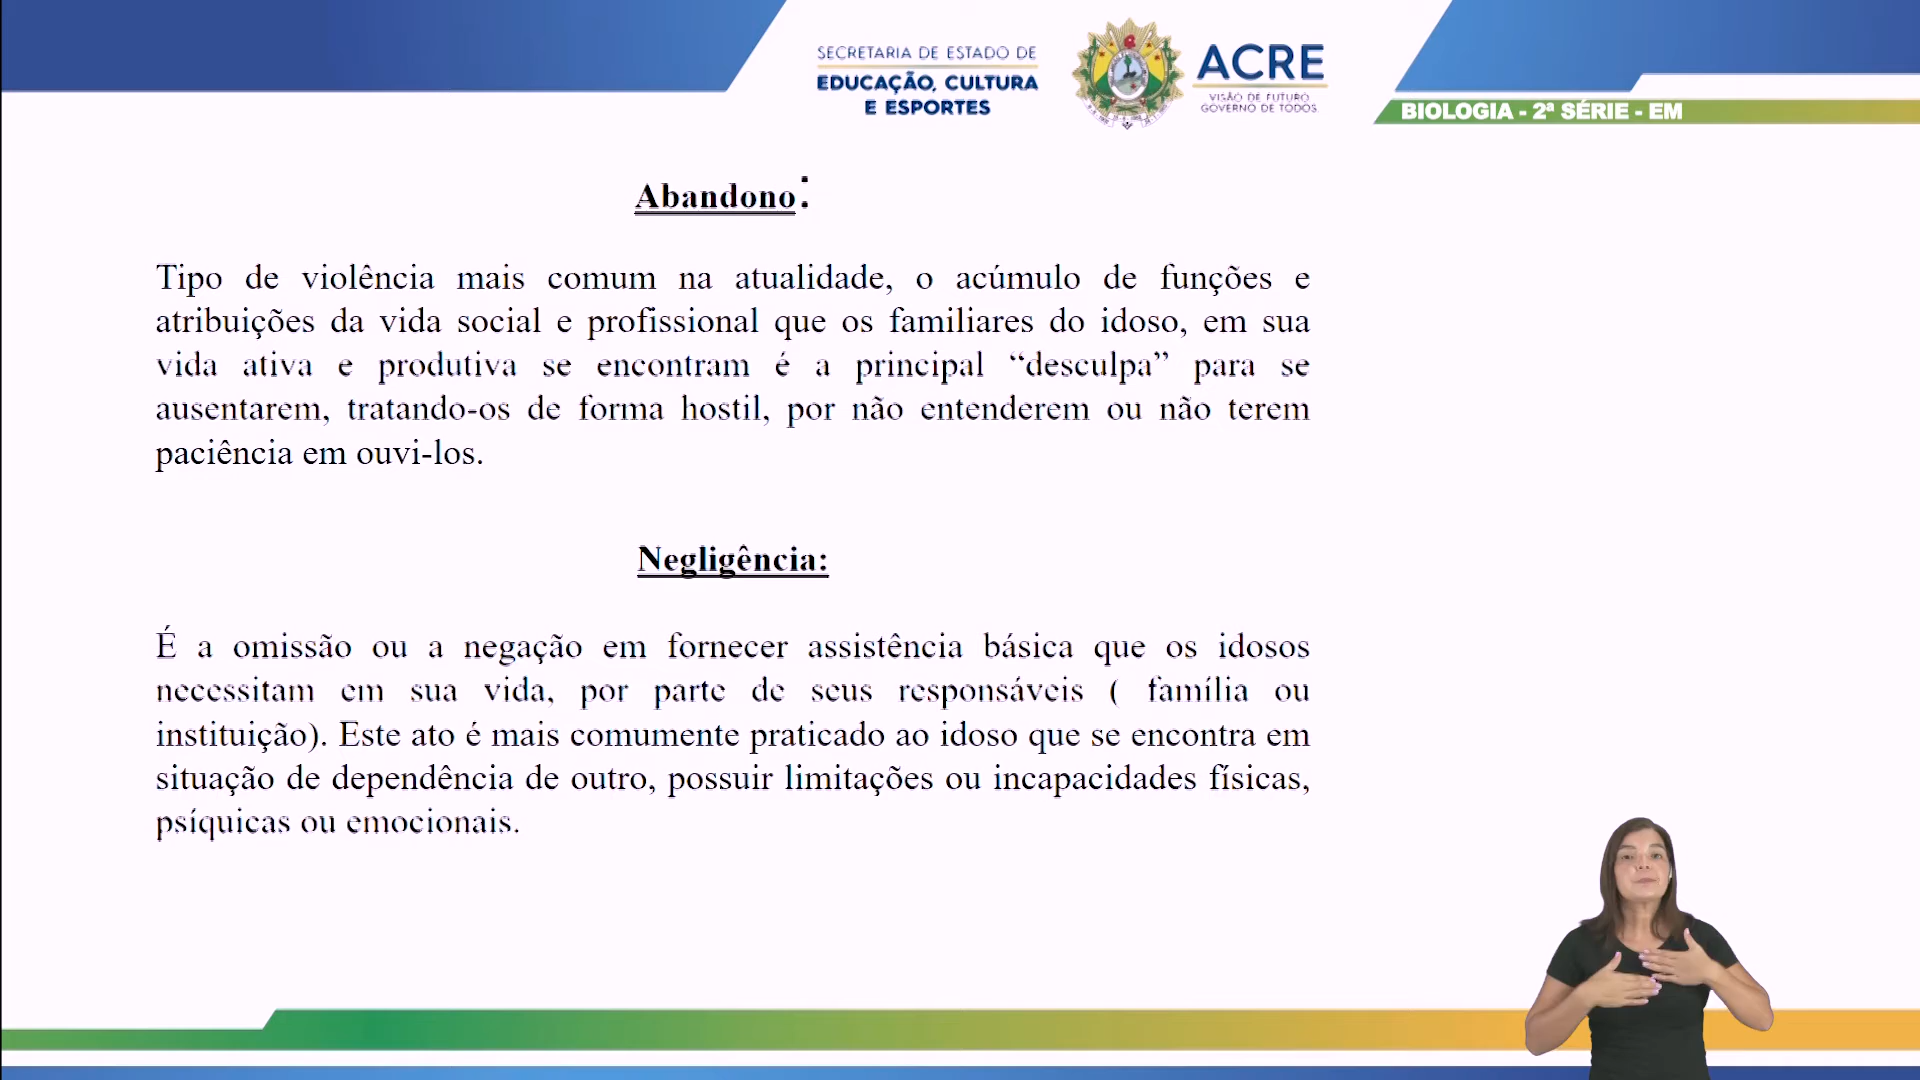 SECRETARIA DE ESTADO DE
EDUCAÇÃO, CULTURA
E ESPORTES
ACRE
VISÃO DE FUTURO
GOVERNO DE TODOS
BIOLOGIA - 2ª SÉRIE - EM
Abandono:
Tipo de violência mais comum na atualidade, o acúmulo de funções e
atribuições da vida social e profissional que os familiares do idoso, em sua
vida ativa e produtiva se encontram é a principal “desculpa” para se
ausentarem, tratando-os de forma hostil, por não entenderem ou não terem
paciência em ouvi-los.
Negligência:
É a omissão ou a negação em fornecer assistência básica que os idosos
necessitam em sua vida, por parte de seus responsáveis ( família ou
instituição). Este ato é mais comumente praticado ao idoso que se encontra em
situação de dependência de outro, possuir limitações ou incapacidades físicas,
psíquicas ou emocionais.